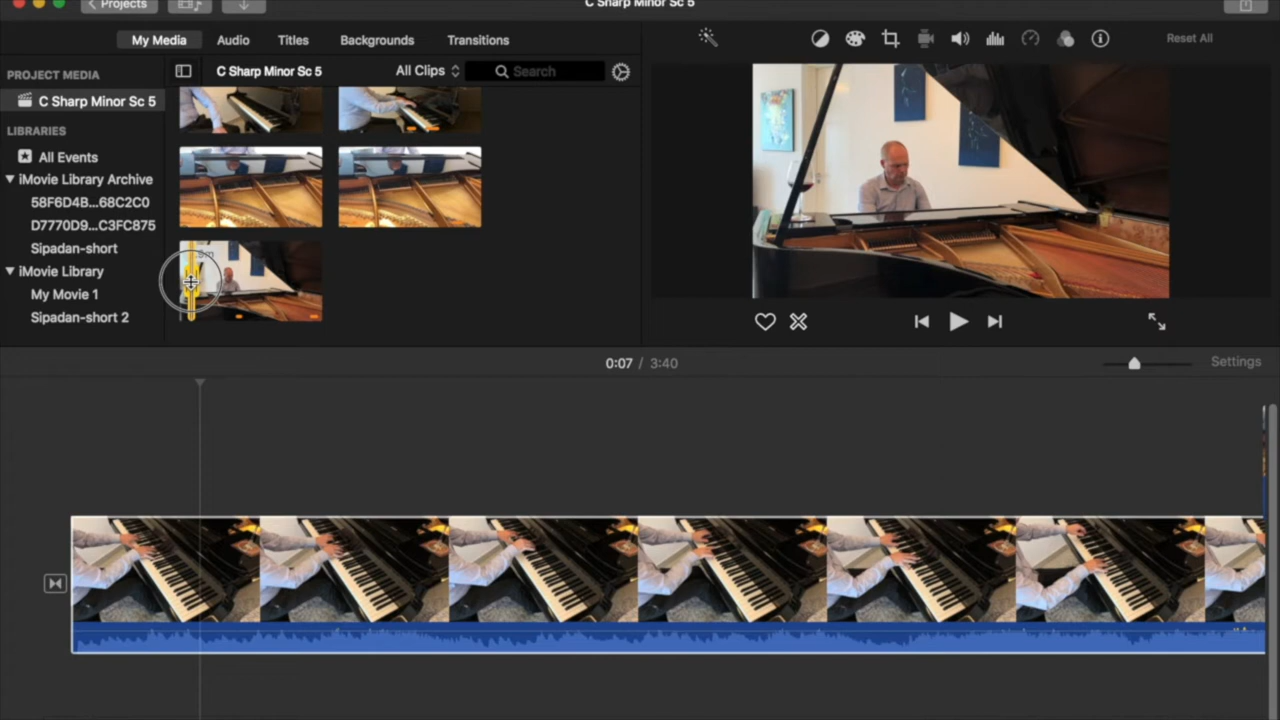 Projects
C Sharp Minor Sc 5
My Media Audio Titles Backgrounds Transitions
Reset All
PROJECT MEDIA
C Sharp Minor Sc 5
All Clips
Search
C Sharp Minor Sc 5
LIBRARIES
All Events
iMovie Library Archive
58F6D4B...68C2C0
D7770D9...C3FC875
Sipadan-short
iMovie Library
My Movie 1
Sipadan-short 2
0:07 / 3:40
Settings